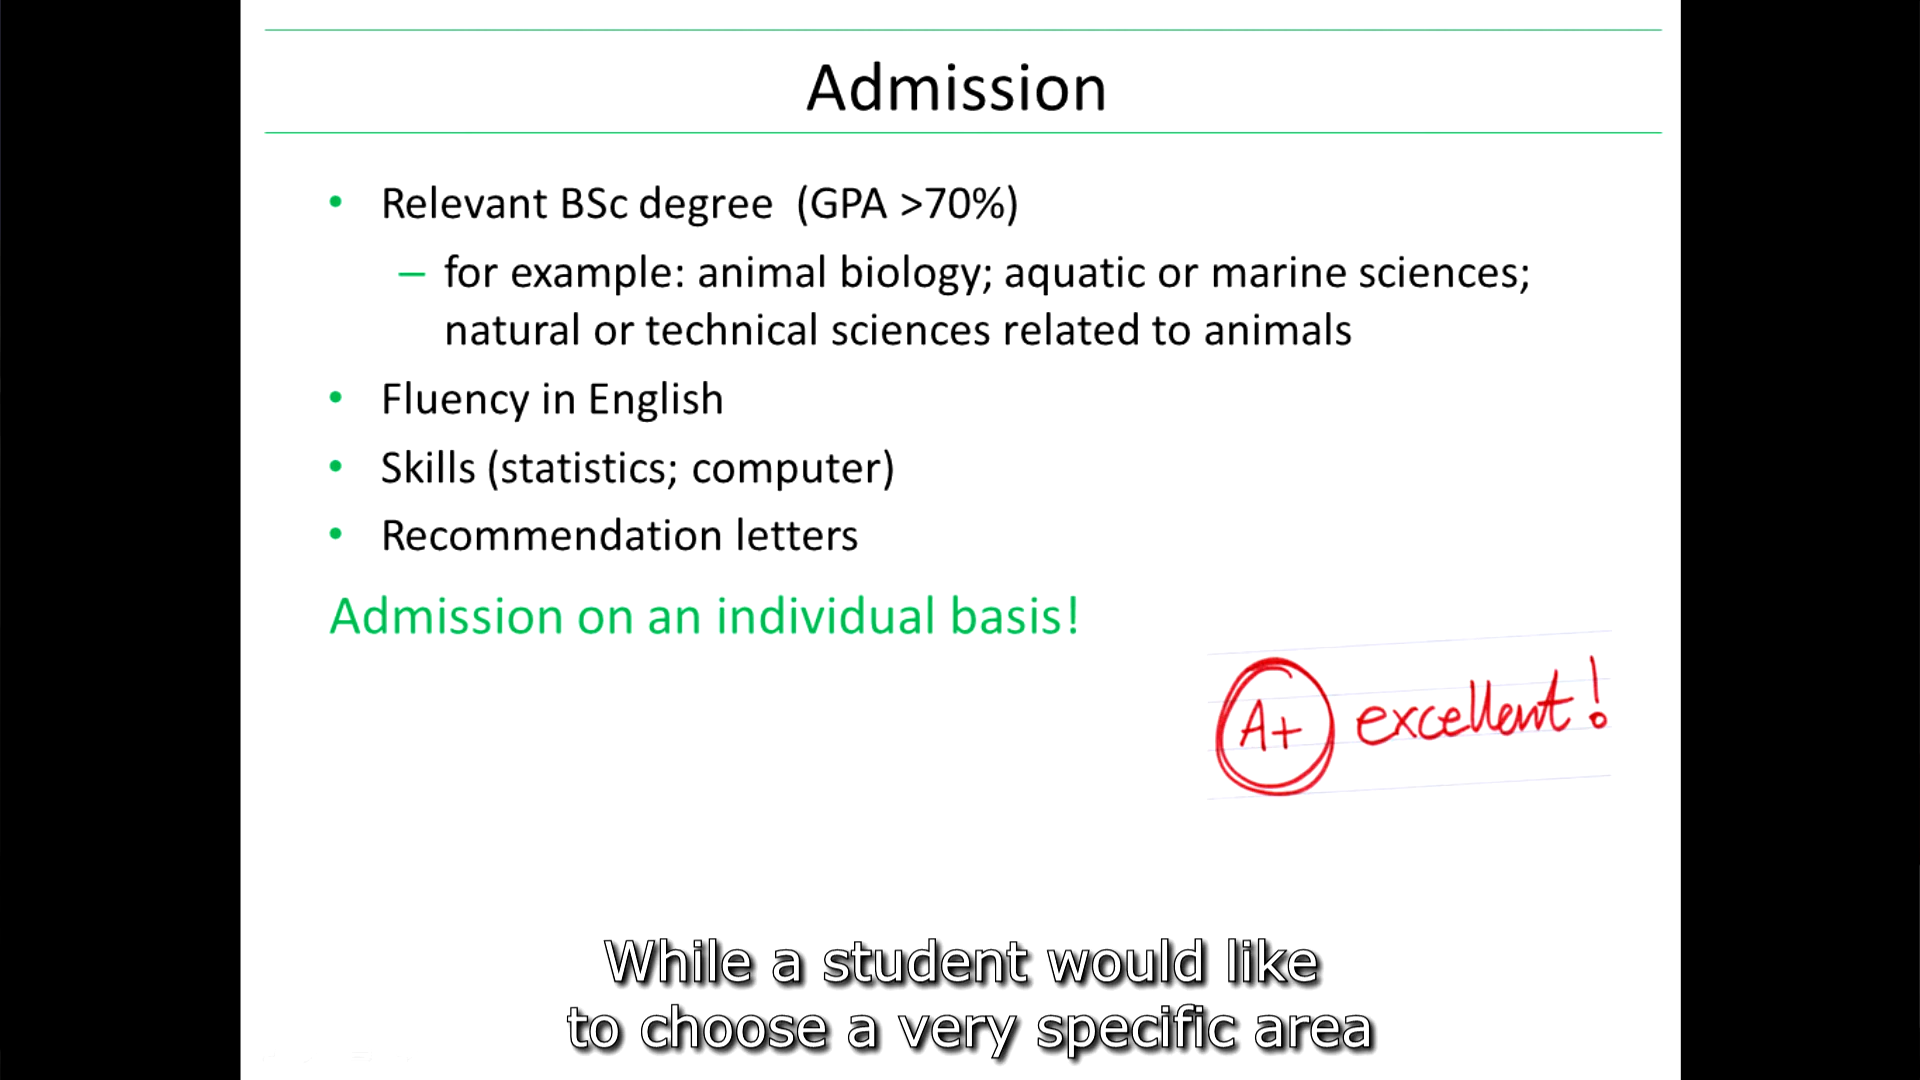 Admission
• Relevant BSc degree (GPA >70%)
– for example: animal biology; aquatic or marine sciences;
natural or technical sciences related to animals
• Fluency in English
• Skills (statistics; computer)
• Recommendation letters
Admission on an individual basis!
A+ excellent!
While a student would like
to choose a very specific area